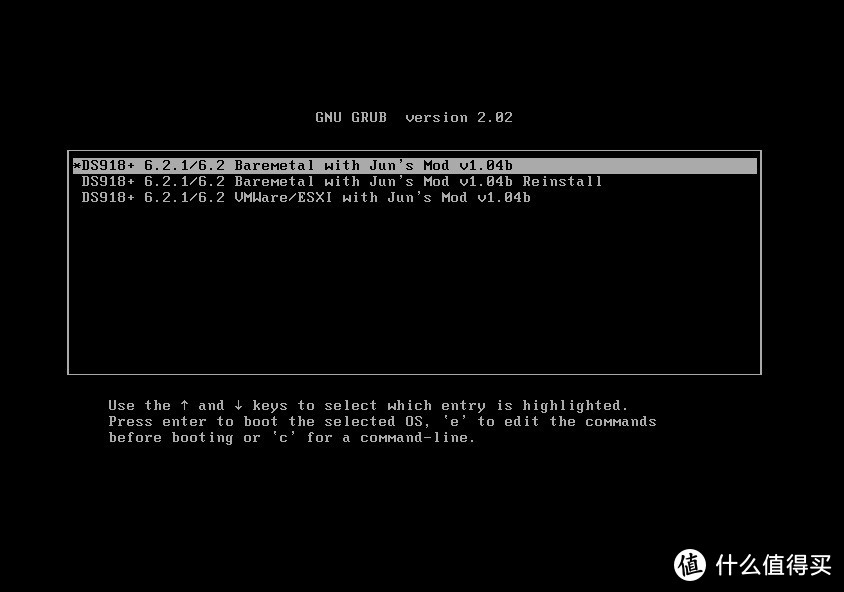 GNU GRUB version 2.02
*DS918+ 6.2.1/6.2 Baremetal with Jun's Mod v1.04b
DS918+ 6.2.1/6.2 Baremetal with Jun's Mod v1.04b Reinstall
DS918+ 6.2.1/6.2 VMWare/ESXI with Jun's Mod v1.04b
Use the ↑ and ↓ keys to select which entry is highlighted.
Press enter to boot the selected OS, `e' to edit the commands
before booting or `c' for a command-line.
值 什么值得买